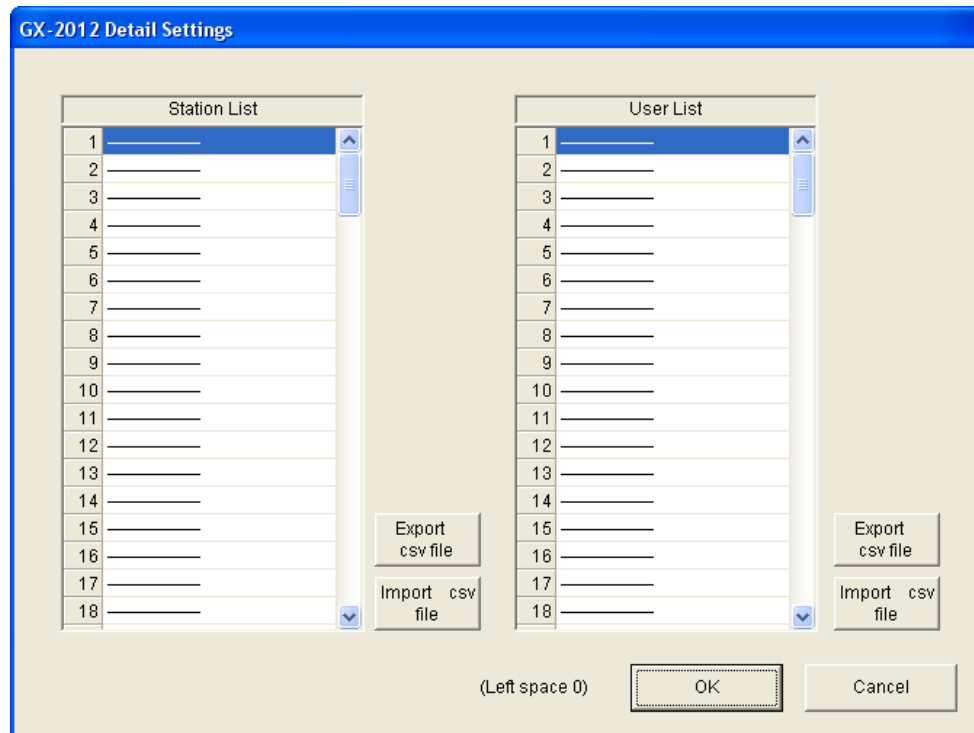 GX-2012 Detail Settings
Station List
1
2
3
4
5
6
7
8
9
10
11
12
13
14
15
16
17
18
Export
csv file
Import csv
file
User List
1
2
3
4
5
6
7
8
9
10
11
12
13
14
15
16
17
18
Export
csv file
Import csv
file
(Left space 0)
OK
Cancel